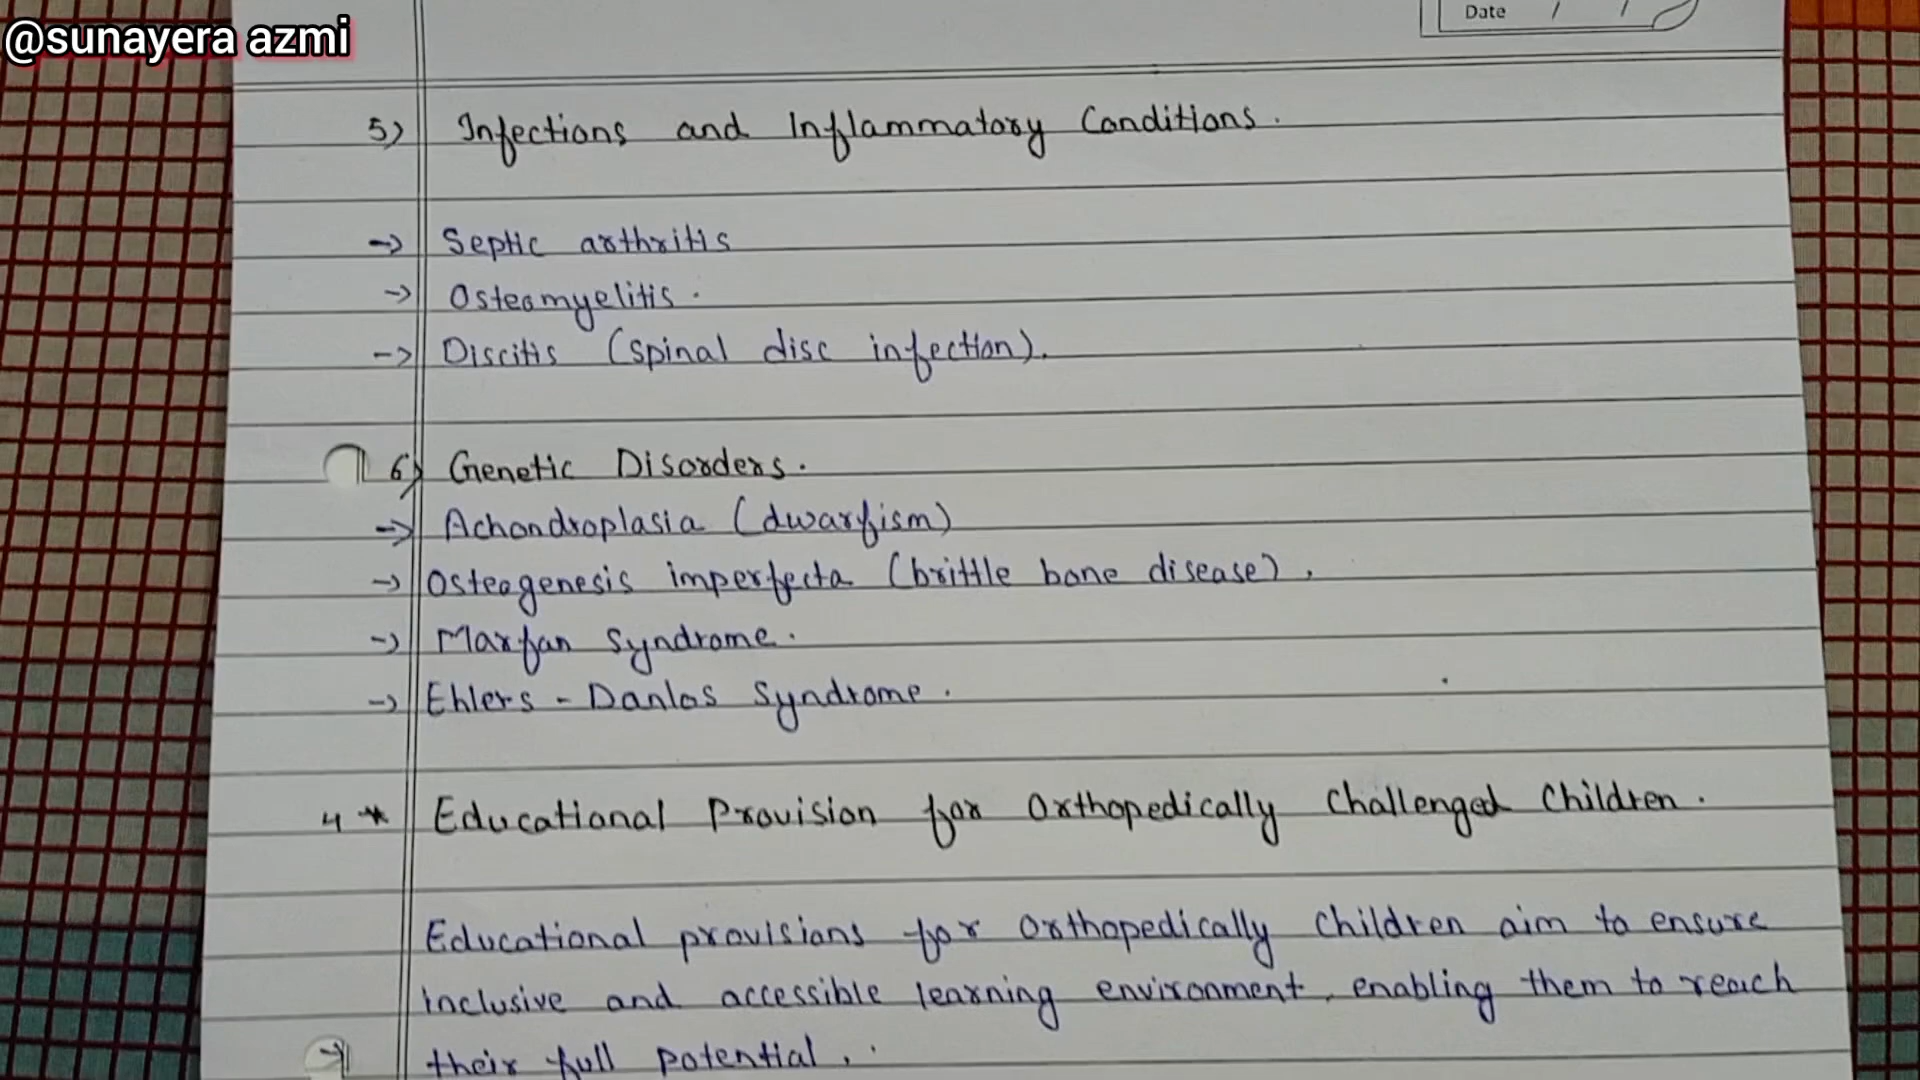 @sunayera azmi
Date / /
5) Infections and Inflammatory Conditions.
-> Septic arthritis
-> Osteomyelitis.
-> Discitis (spinal disc infection).
6) Genetic Disorders.
-> Achondroplasia (dwarfism)
-> Osteogenesis imperfecta (brittle bone disease).
-> Marfan Syndrome.
-> Ehlers - Danlos Syndrome.
4 * Educational Provision for Orthopedically Challenged Children.
Educational provisions for orthopedically children aim to ensure
inclusive and accessible learning environment, enabling them to reach
their full potential.